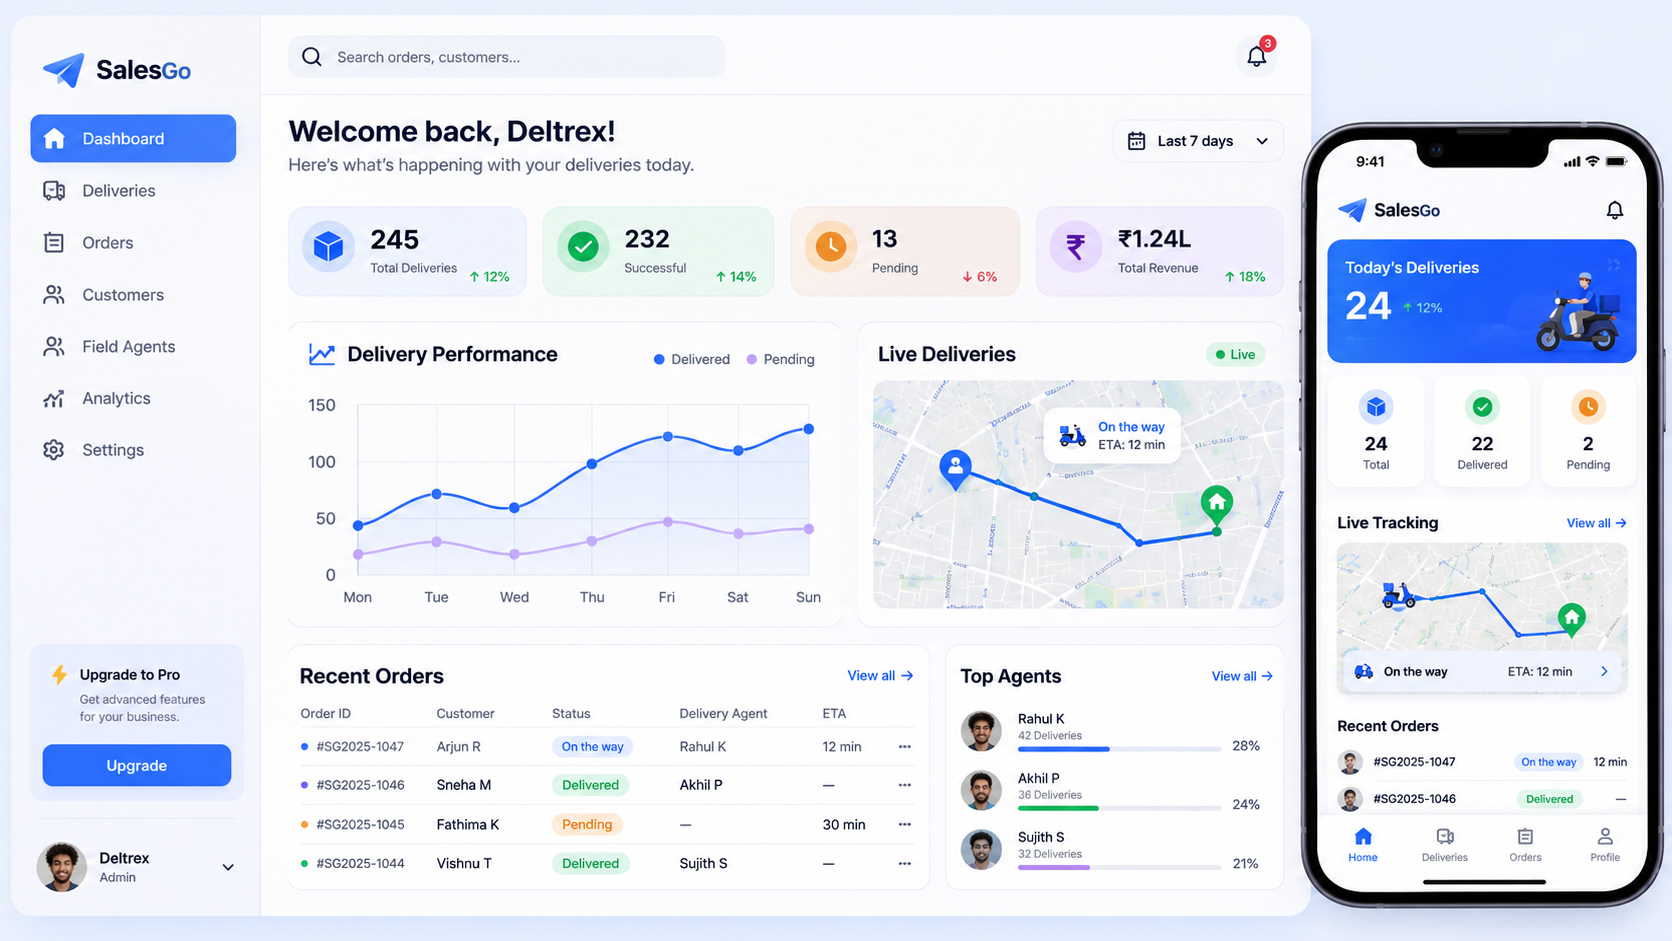 SalesGo
Dashboard
Deliveries
Orders
Customers
Field Agents
Analytics
Settings
Upgrade to Pro
Get advanced features
for your business.
Upgrade
Deltrex
Admin
Search orders, customers...
3
Welcome back, Deltrex!
Here's what's happening with your deliveries today.
Last 7 days
245
Total Deliveries
↑ 12%
232
Successful
↑ 14%
13
Pending
↓ 6%
₹1.24L
Total Revenue
↑ 18%
Delivery Performance
Delivered
Pending
150
100
50
0
Mon Tue Wed Thu Fri Sat Sun
Live Deliveries
Live
On the way
ETA: 12 min
Recent Orders
View all →
Order ID Customer Status Delivery Agent ETA
#SG2025-1047 Arjun R On the way Rahul K 12 min ...
#SG2025-1046 Sneha M Delivered Akhil P — ...
#SG2025-1045 Fathima K Pending — 30 min ...
#SG2025-1044 Vishnu T Delivered Sujith S — ...
Top Agents
View all →
Rahul K
42 Deliveries
28%
Akhil P
36 Deliveries
24%
Sujith S
32 Deliveries
21%
9:41
SalesGo
Today's Deliveries
24 ↑ 12%
24
Total
22
Delivered
2
Pending
Live Tracking
View all →
On the way ETA: 12 min
Recent Orders
#SG2025-1047 On the way 12 min
#SG2025-1046 Delivered —
Home Deliveries Orders Profile